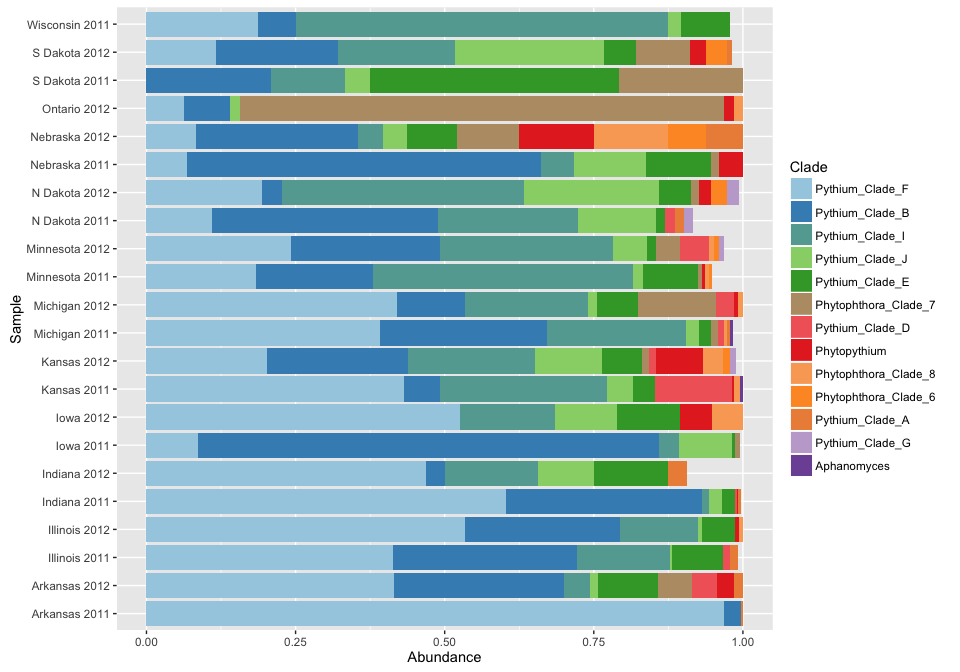 Sample
Wisconsin 2011
S Dakota 2012
S Dakota 2011
Ontario 2012
Nebraska 2012
Nebraska 2011
N Dakota 2012
N Dakota 2011
Minnesota 2012
Minnesota 2011
Michigan 2012
Michigan 2011
Kansas 2012
Kansas 2011
Iowa 2012
Iowa 2011
Indiana 2012
Indiana 2011
Illinois 2012
Illinois 2011
Arkansas 2012
Arkansas 2011
0.00 0.25 0.50 0.75 1.00
Abundance
Clade
Pythium_Clade_F
Pythium_Clade_B
Pythium_Clade_I
Pythium_Clade_J
Pythium_Clade_E
Phytophthora_Clade_7
Pythium_Clade_D
Phytopythium
Phytophthora_Clade_8
Phytophthora_Clade_6
Pythium_Clade_A
Pythium_Clade_G
Aphanomyces